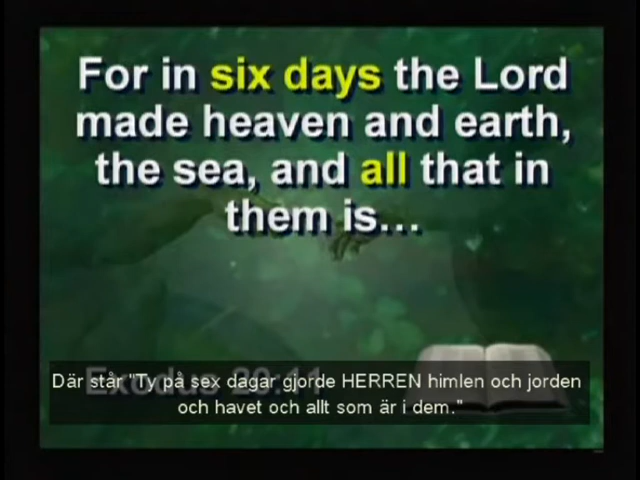 For in six days the Lord
made heaven and earth,
the sea, and all that in
them is...
Exodus 20:11
Där står "Ty på sex dagar gjorde HERREN himlen och jorden
och havet och allt som är i dem."